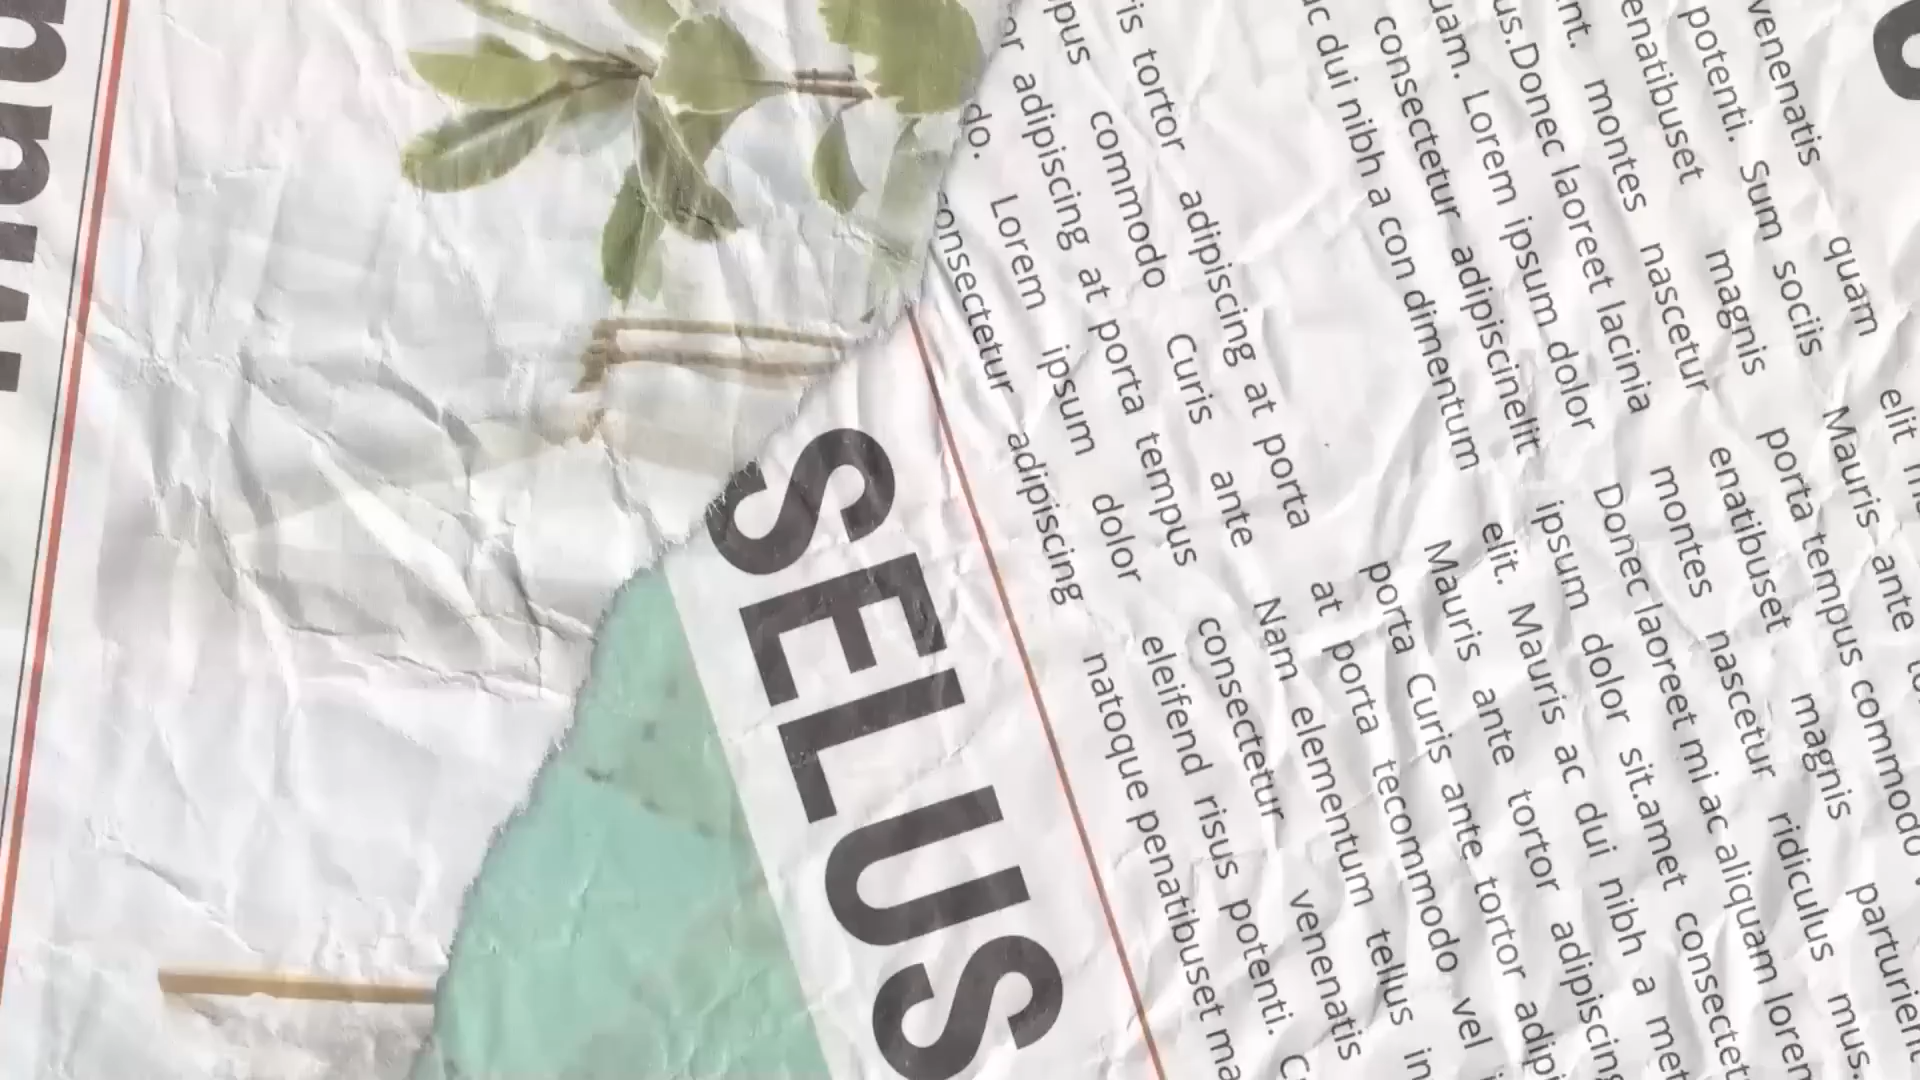 venenatis quam elit
potenti. Sum sociis Mauris ante
enatibuset magnis porta tempus commodo
nt. montes nascetur enatibuset magnis parturient
us.Donec laoreet lacinia montes nascetur ridiculus mus.
uam. Lorem ipsum dolor Donec laoreet mi ac aliquam loren
consectetur adipiscinelit ipsum dolor sit.amet consectet
ac dui nibh a con dimentum elit. Mauris ac dui nibh a met
Mauris ante tortor adipiscing
porta Curis ante tortor adipi
is tortor adipiscing at porta at porta tecommodo vel
pus commodo Curis ante Nam elementum tellus in
or adipiscing at porta tempus consectetur venenatis
do. Lorem ipsum dolor eleifend risus potenti.
consectetur adipiscing natoque penatibuset ma
SELUS